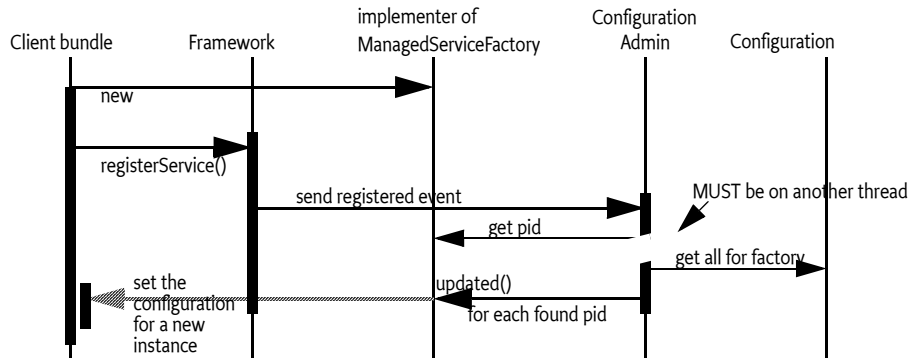 implementer of
Configuration
Client bundle
Framework
ManagedServiceFactory
Admin
Configuration
new
registerService()
send registered event
MUST be on another thread
get pid
get all for factory
set the
updated()
configuration
for each found pid
for a new
instance